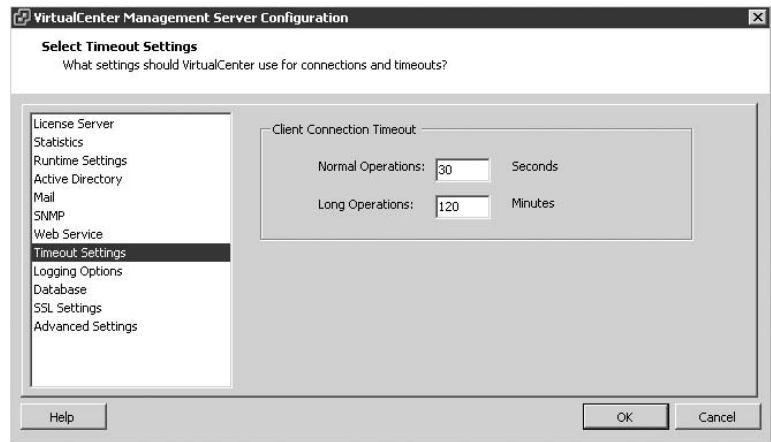 VirtualCenter Management Server Configuration
Select Timeout Settings
What settings should VirtualCenter use for connections and timeouts?
License Server
Statistics
Runtime Settings
Active Directory
Mail
SNMP
Web Service
Timeout Settings
Logging Options
Database
SSL Settings
Advanced Settings
Client Connection Timeout
Normal Operations: 30 Seconds
Long Operations: 120 Minutes
Help OK Cancel